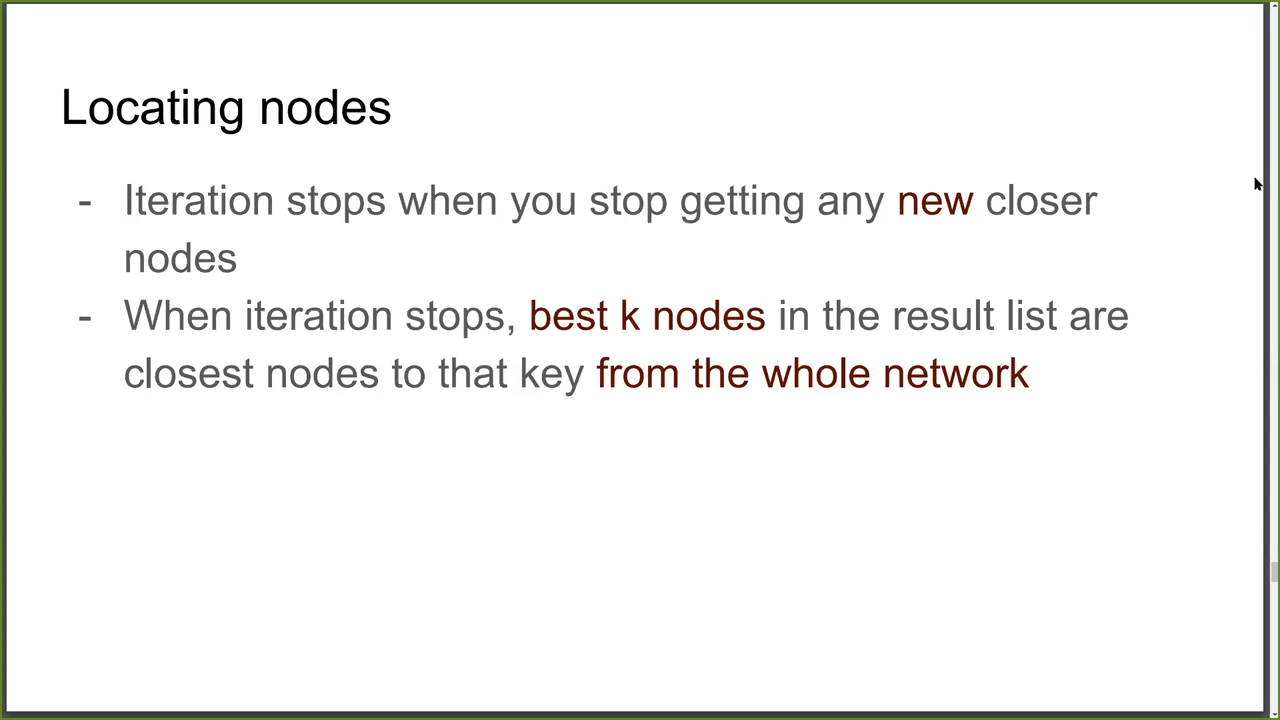 Locating nodes
- Iteration stops when you stop getting any new closer
nodes
- When iteration stops, best k nodes in the result list are
closest nodes to that key from the whole network